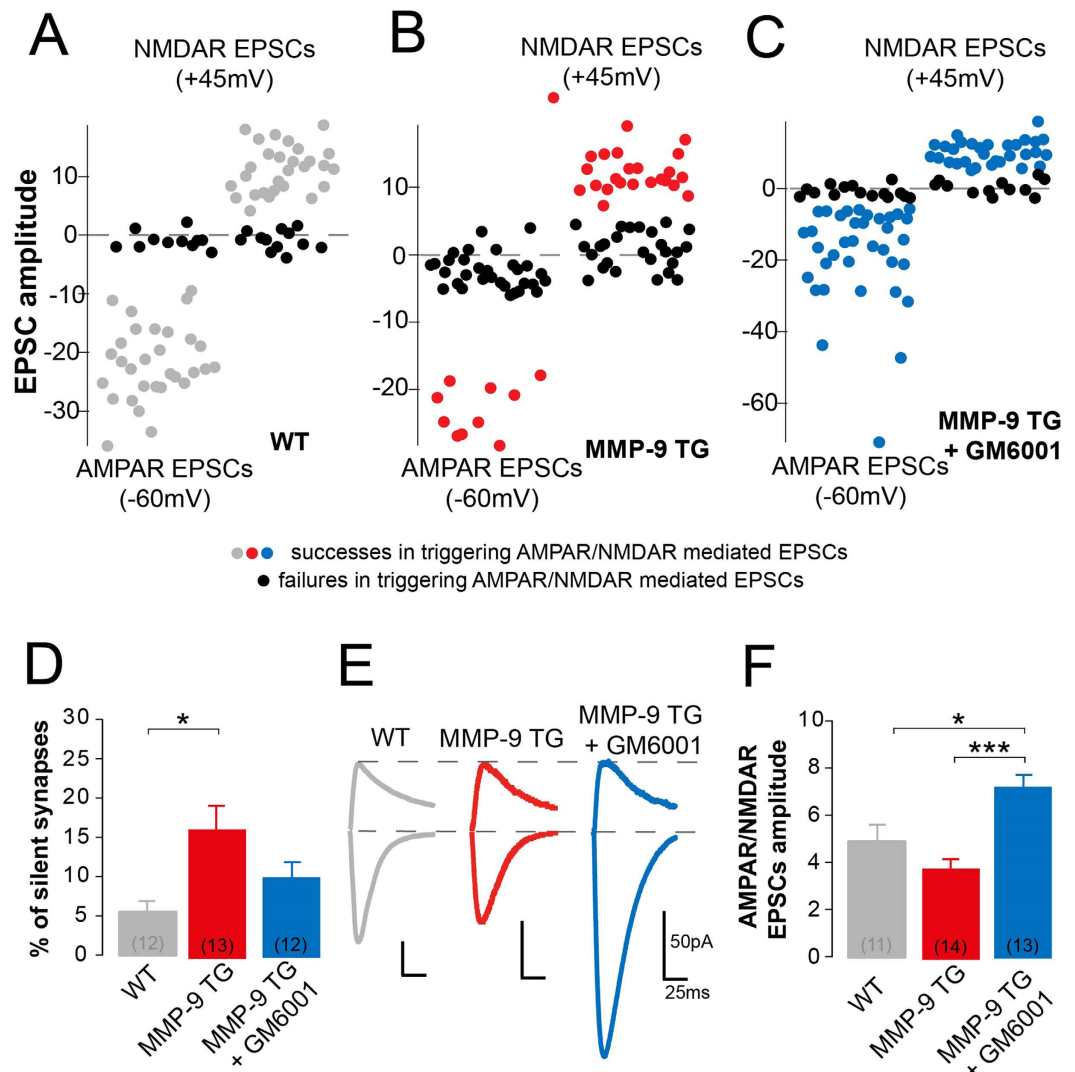 A
NMDAR EPSCs
(+45mV)
EPSC amplitude
10
0
-10
-20
-30
WT
AMPAR EPSCs
(-60mV)
B
NMDAR EPSCs
(+45mV)
10
0
-10
-20
MMP-9 TG
AMPAR EPSCs
(-60mV)
C
NMDAR EPSCs
(+45mV)
0
-20
-40
-60
MMP-9 TG
+ GM6001
AMPAR EPSCs
(-60mV)
successes in triggering AMPAR/NMDAR mediated EPSCs
failures in triggering AMPAR/NMDAR mediated EPSCs
D
% of silent synapses
30
25
20
15
10
5
0
*
(12)
(13)
(12)
WT
MMP-9 TG
MMP-9 TG
+ GM6001
E
WT
MMP-9 TG
MMP-9 TG
+ GM6001
50pA
25ms
F
AMPAR/NMDAR
EPSCs amplitude
10
8
6
4
2
0
*
***
(11)
(14)
(13)
WT
MMP-9 TG
MMP-9 TG
+ GM6001